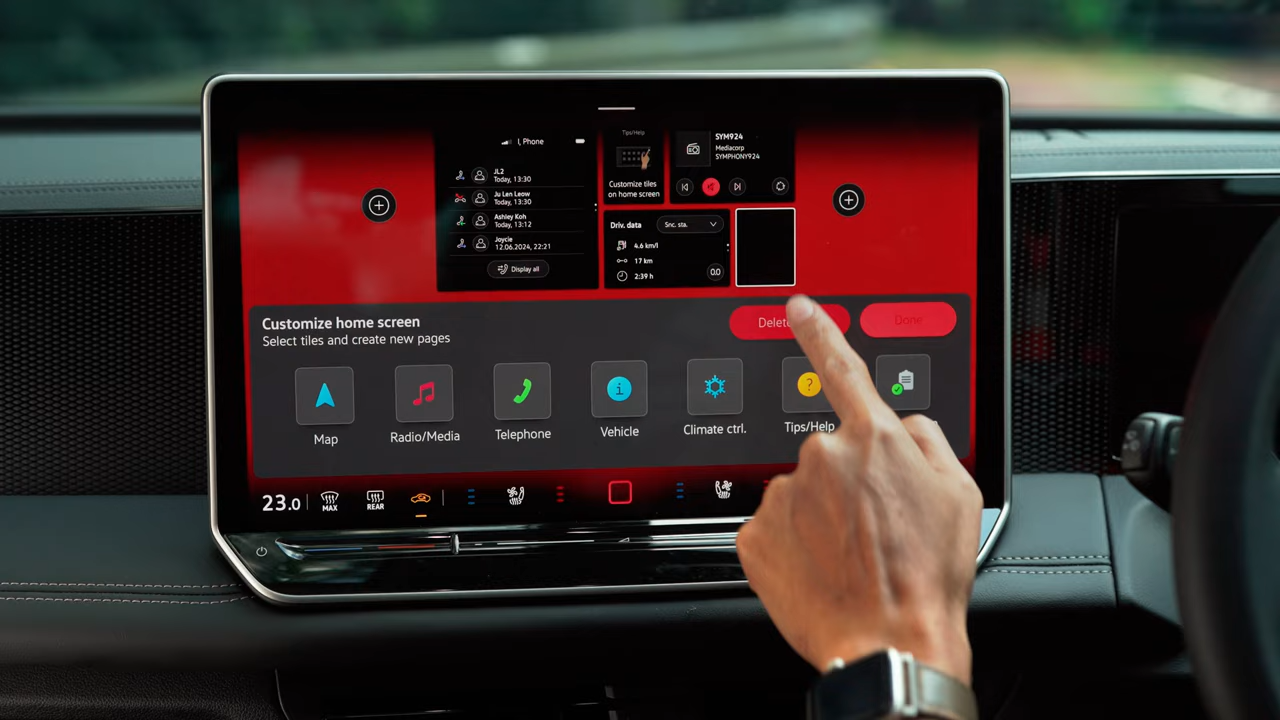 I, Phone
JL2
Today, 13:30
Ju Len Leow
Today, 13:30
Ashley Koh
Today, 13:12
Joycie
12.06.2024, 22:21
Display all
Tips/Help
Customize tiles
on home screen
SYM924
Mediacorp
SYMPHONY924
Driv. data
Snc. sta.
4.6 km/l
17 km
2:39 h
0.0
Customize home screen
Select tiles and create new pages
Delete
Done
Map
Radio/Media
Telephone
Vehicle
Climate ctrl.
Tips/Help
23.0
MAX
REAR